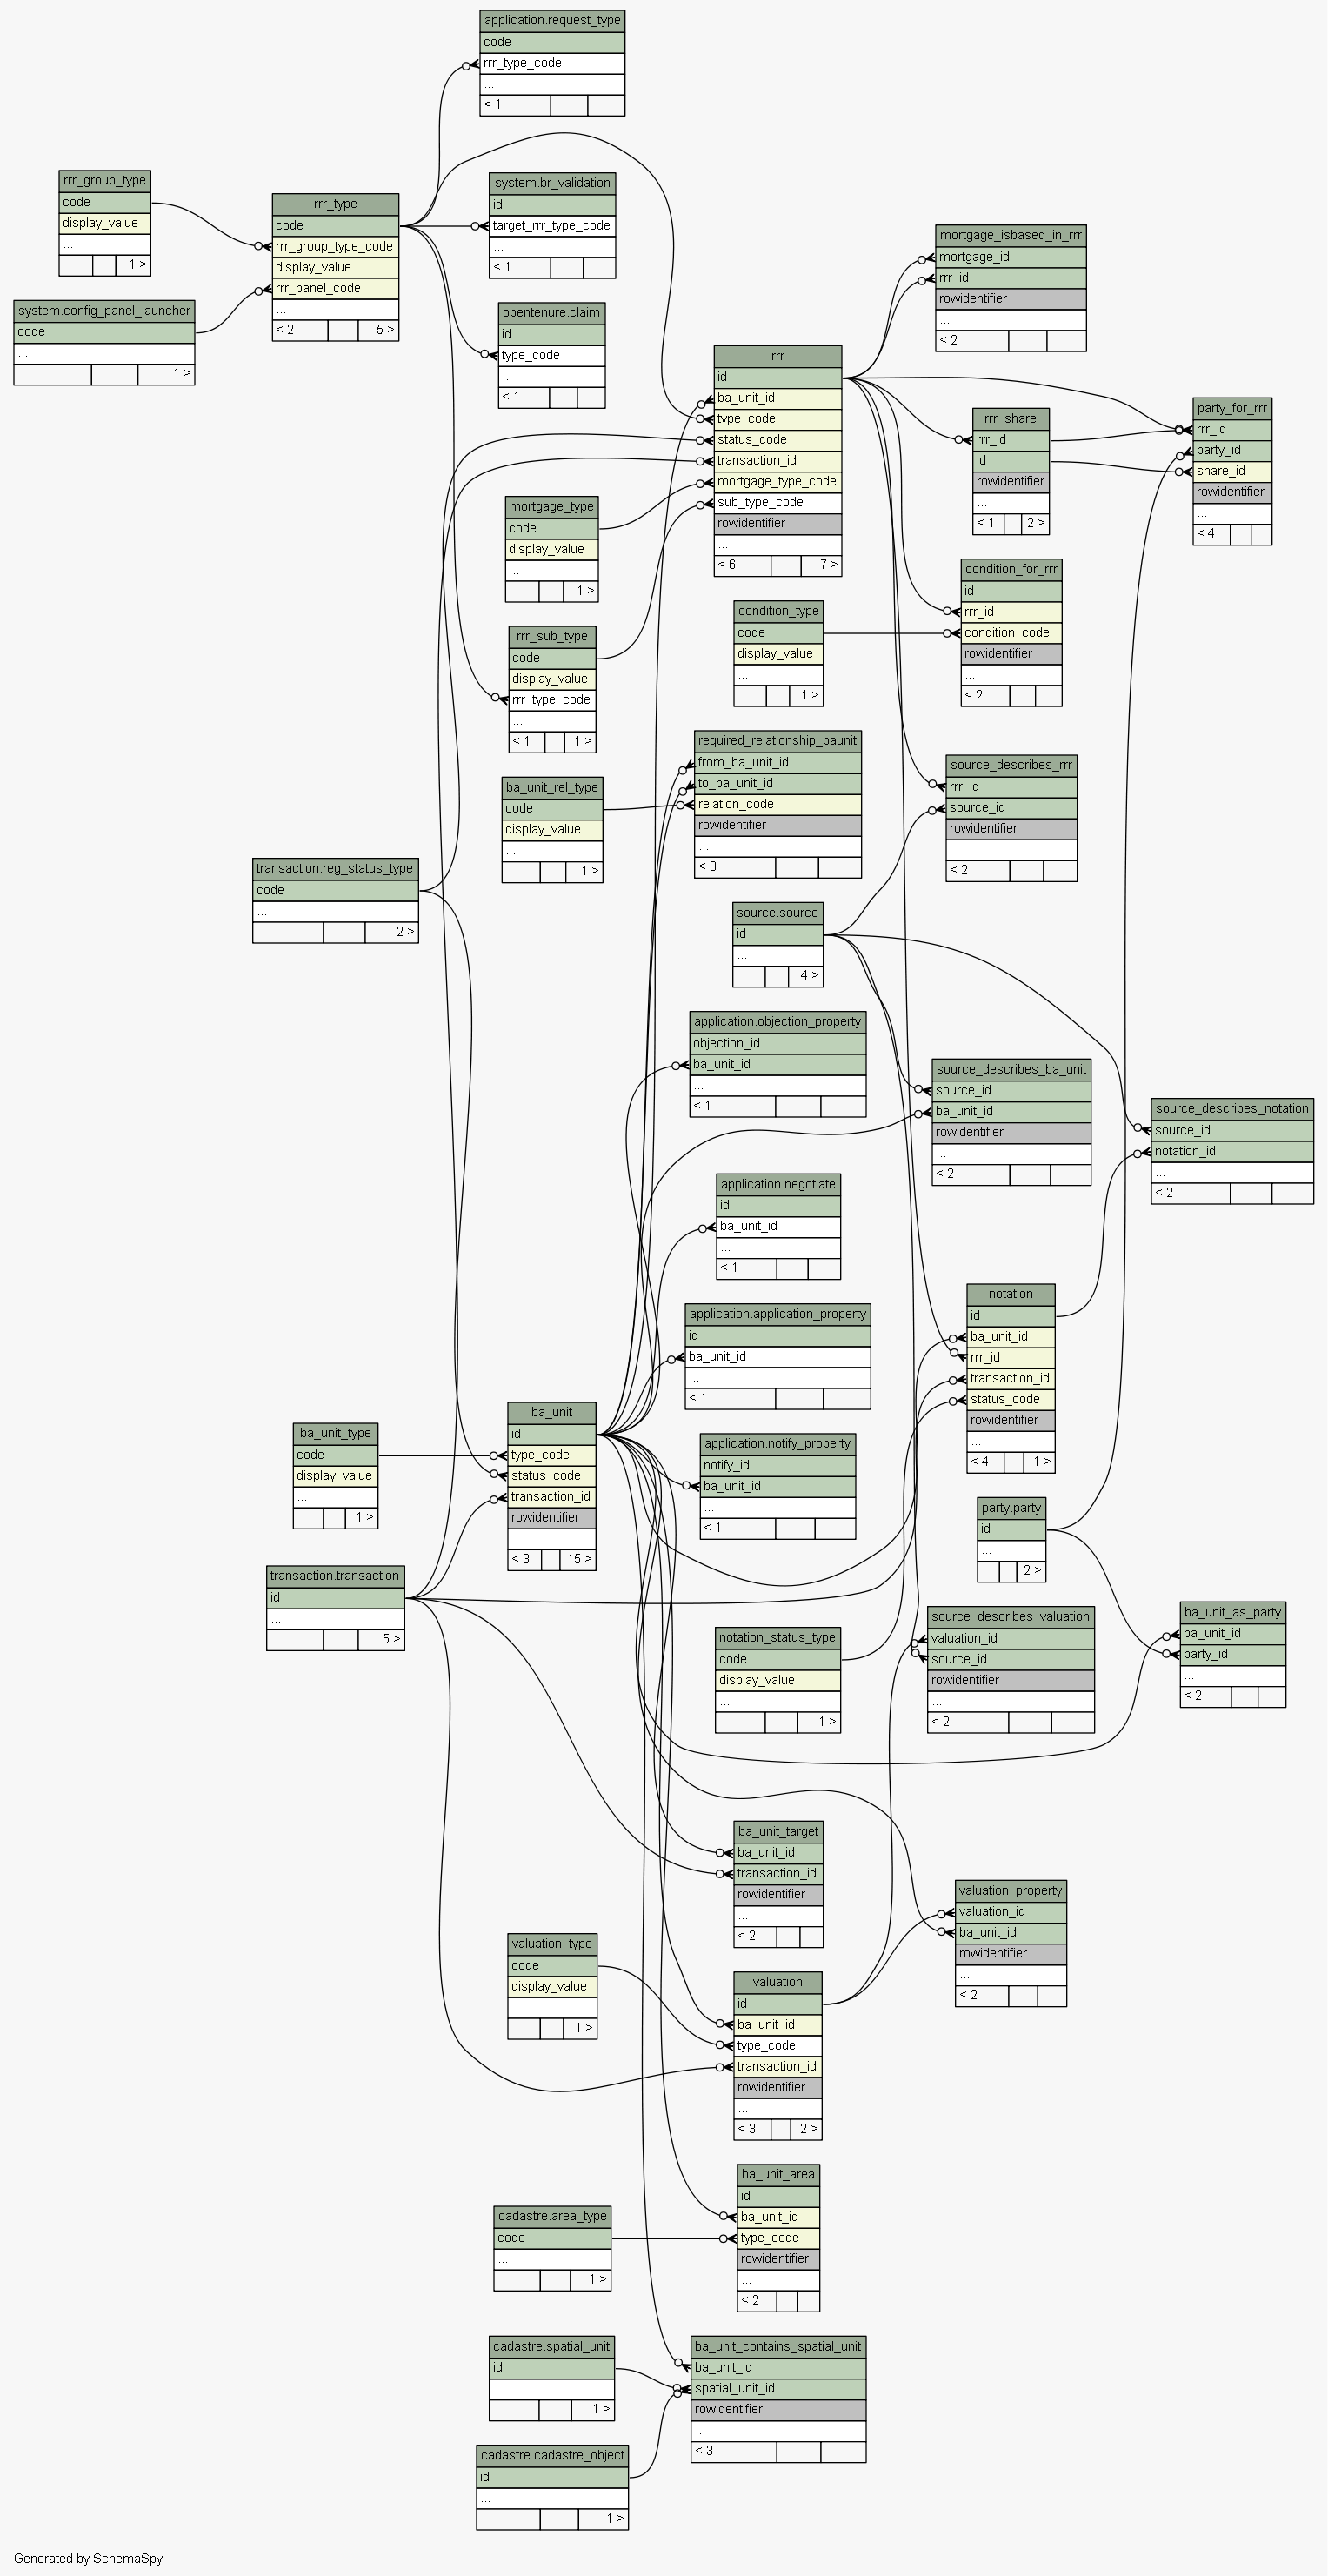 application.request_type
code
rrr_type_code
...
< 1
rrr_group_type
code
display_value
...
1 >
rrr_type
code
rrr_group_type_code
display_value
rrr_panel_code
...
< 2 5 >
system.config_panel_launcher
code
...
1 >
system.br_validation
id
target_rrr_type_code
...
< 1
opentenure.claim
id
type_code
...
< 1
mortgage_isbased_in_rrr
mortgage_id
rrr_id
rowidentifier
...
< 2
rrr
id
ba_unit_id
type_code
status_code
transaction_id
mortgage_type_code
sub_type_code
rowidentifier
...
< 6 7 >
rrr_share
rrr_id
id
rowidentifier
...
< 1 2 >
party_for_rrr
rrr_id
party_id
share_id
rowidentifier
...
< 4
mortgage_type
code
display_value
...
1 >
condition_for_rrr
id
rrr_id
condition_code
rowidentifier
...
< 2
condition_type
code
display_value
...
1 >
rrr_sub_type
code
display_value
rrr_type_code
...
< 1 1 >
required_relationship_baunit
from_ba_unit_id
to_ba_unit_id
relation_code
rowidentifier
...
< 3
ba_unit_rel_type
code
display_value
...
1 >
source_describes_rrr
rrr_id
source_id
rowidentifier
...
< 2
transaction.reg_status_type
code
...
2 >
source.source
id
...
4 >
application.objection_property
objection_id
ba_unit_id
...
< 1
source_describes_ba_unit
source_id
ba_unit_id
rowidentifier
...
< 2
source_describes_notation
source_id
notation_id
...
< 2
application.negotiate
id
ba_unit_id
...
< 1
notation
id
ba_unit_id
rrr_id
transaction_id
status_code
rowidentifier
...
< 4 1 >
application.application_property
id
ba_unit_id
...
< 1
ba_unit
id
type_code
status_code
transaction_id
rowidentifier
...
< 3 15 >
ba_unit_type
code
display_value
...
1 >
application.notify_property
notify_id
ba_unit_id
...
< 1
party.party
id
...
2 >
transaction.transaction
id
...
5 >
notation_status_type
code
display_value
...
1 >
source_describes_valuation
valuation_id
source_id
rowidentifier
...
< 2
ba_unit_as_party
ba_unit_id
party_id
...
< 2
ba_unit_target
ba_unit_id
transaction_id
rowidentifier
...
< 2
valuation_property
valuation_id
ba_unit_id
rowidentifier
...
< 2
valuation_type
code
display_value
...
1 >
valuation
id
ba_unit_id
type_code
transaction_id
rowidentifier
...
< 3 2 >
ba_unit_area
id
ba_unit_id
type_code
rowidentifier
...
< 2
cadastre.area_type
code
...
1 >
cadastre.spatial_unit
id
...
1 >
ba_unit_contains_spatial_unit
ba_unit_id
spatial_unit_id
rowidentifier
...
< 3
cadastre.cadastre_object
id
...
1 >
Generated by SchemaSpy